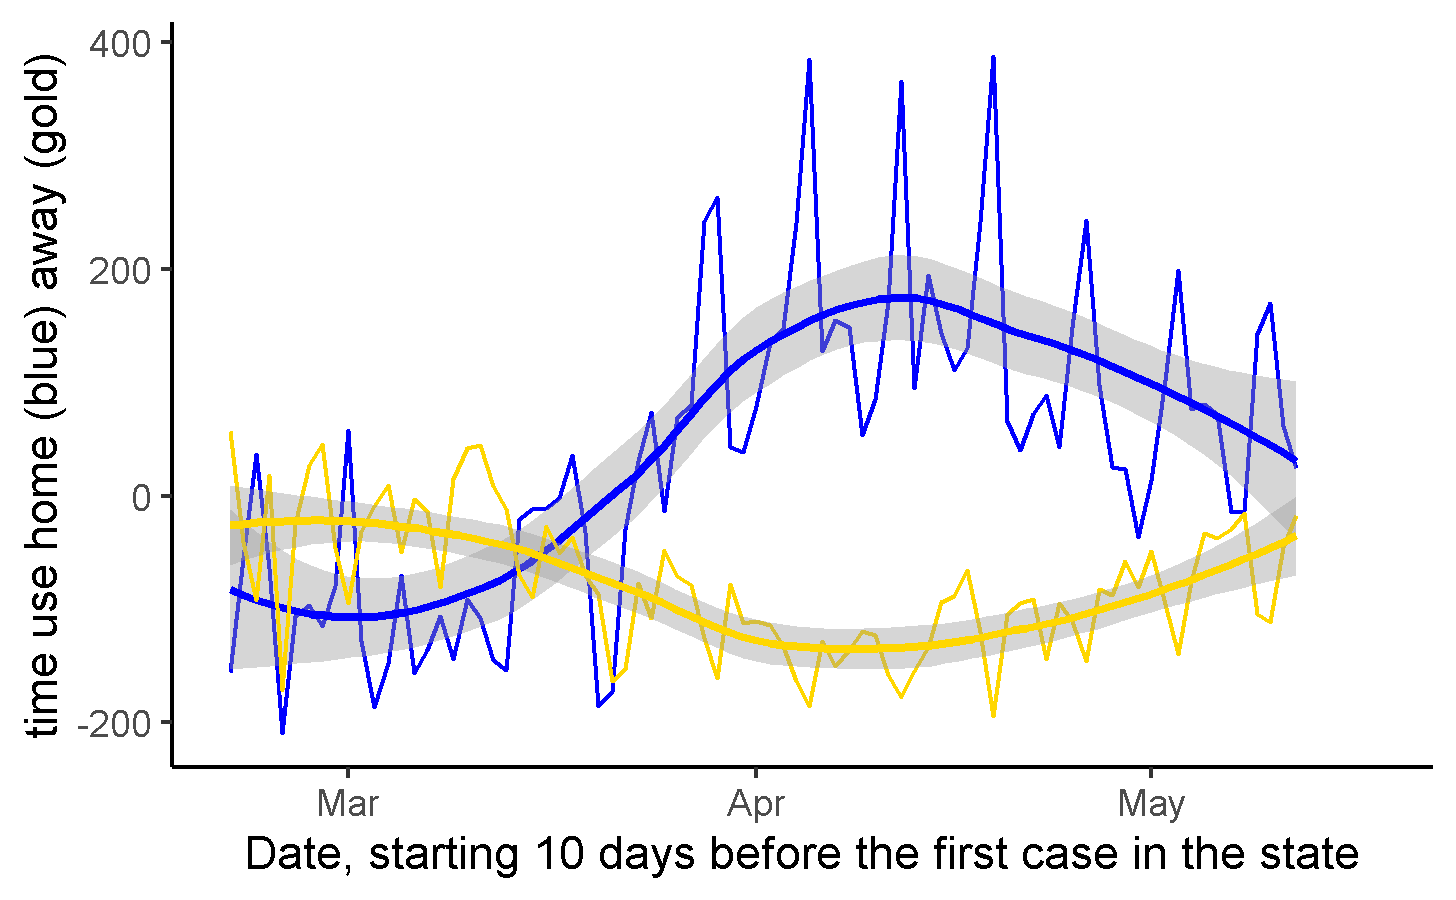 time use home (blue) away (gold)
400
200
0
-200
Mar Apr May
Date, starting 10 days before the first case in the state